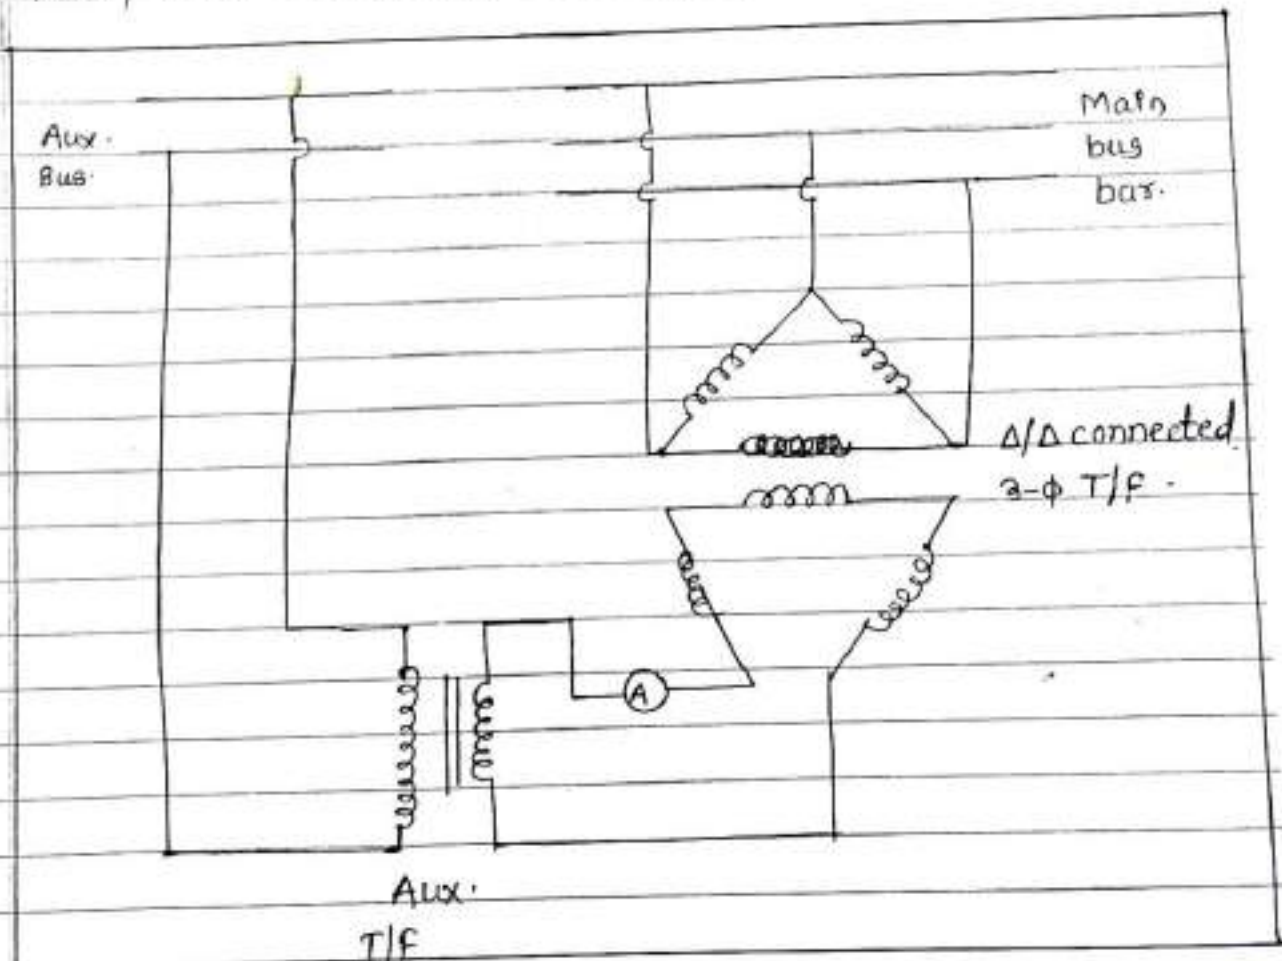 Aux.
Bus.
Main
bus
bar.
Δ/Δ connected
3-ϕ T/F.
A
Aux.
T/F